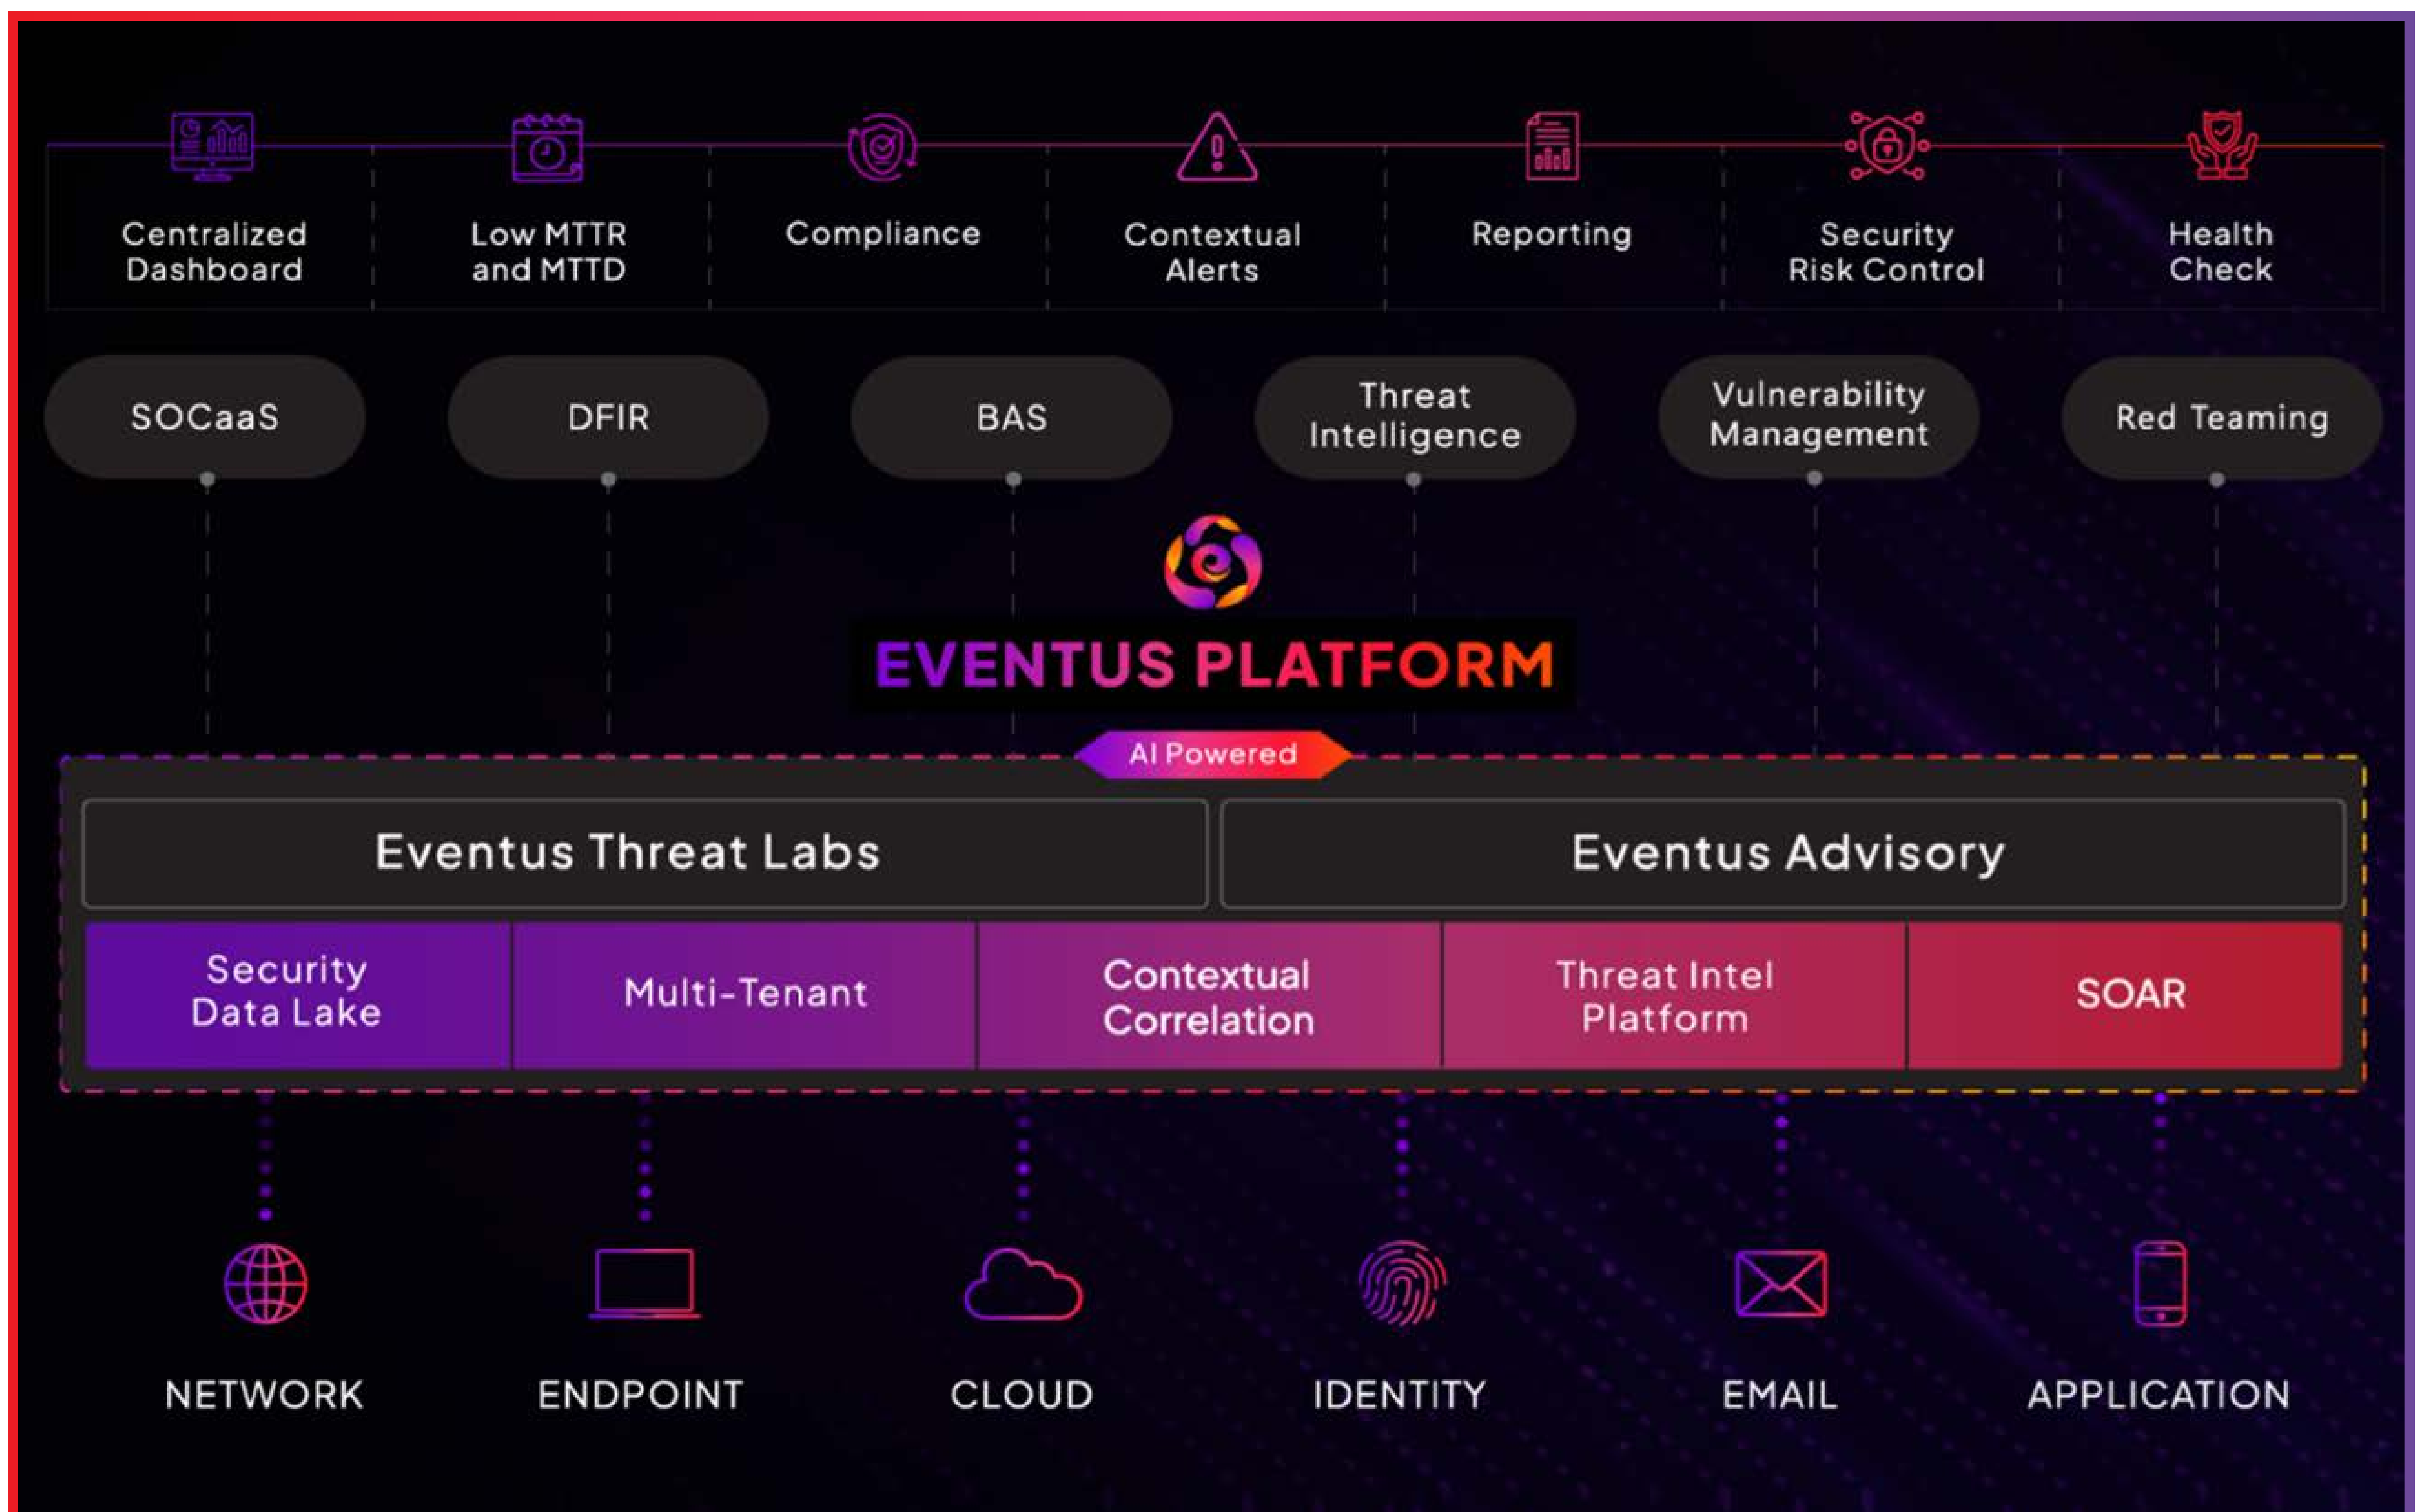 Centralized
Dashboard
Low MTTR
and MTTD
Compliance
Contextual
Alerts
Reporting
Security
Risk Control
Health
Check
SOCaaS
DFIR
BAS
Threat
Intelligence
Vulnerability
Management
Red Teaming
EVENTUS PLATFORM
AI Powered
Eventus Threat Labs
Eventus Advisory
Security
Data Lake
Multi-Tenant
Contextual
Correlation
Threat Intel
Platform
SOAR
NETWORK
ENDPOINT
CLOUD
IDENTITY
EMAIL
APPLICATION